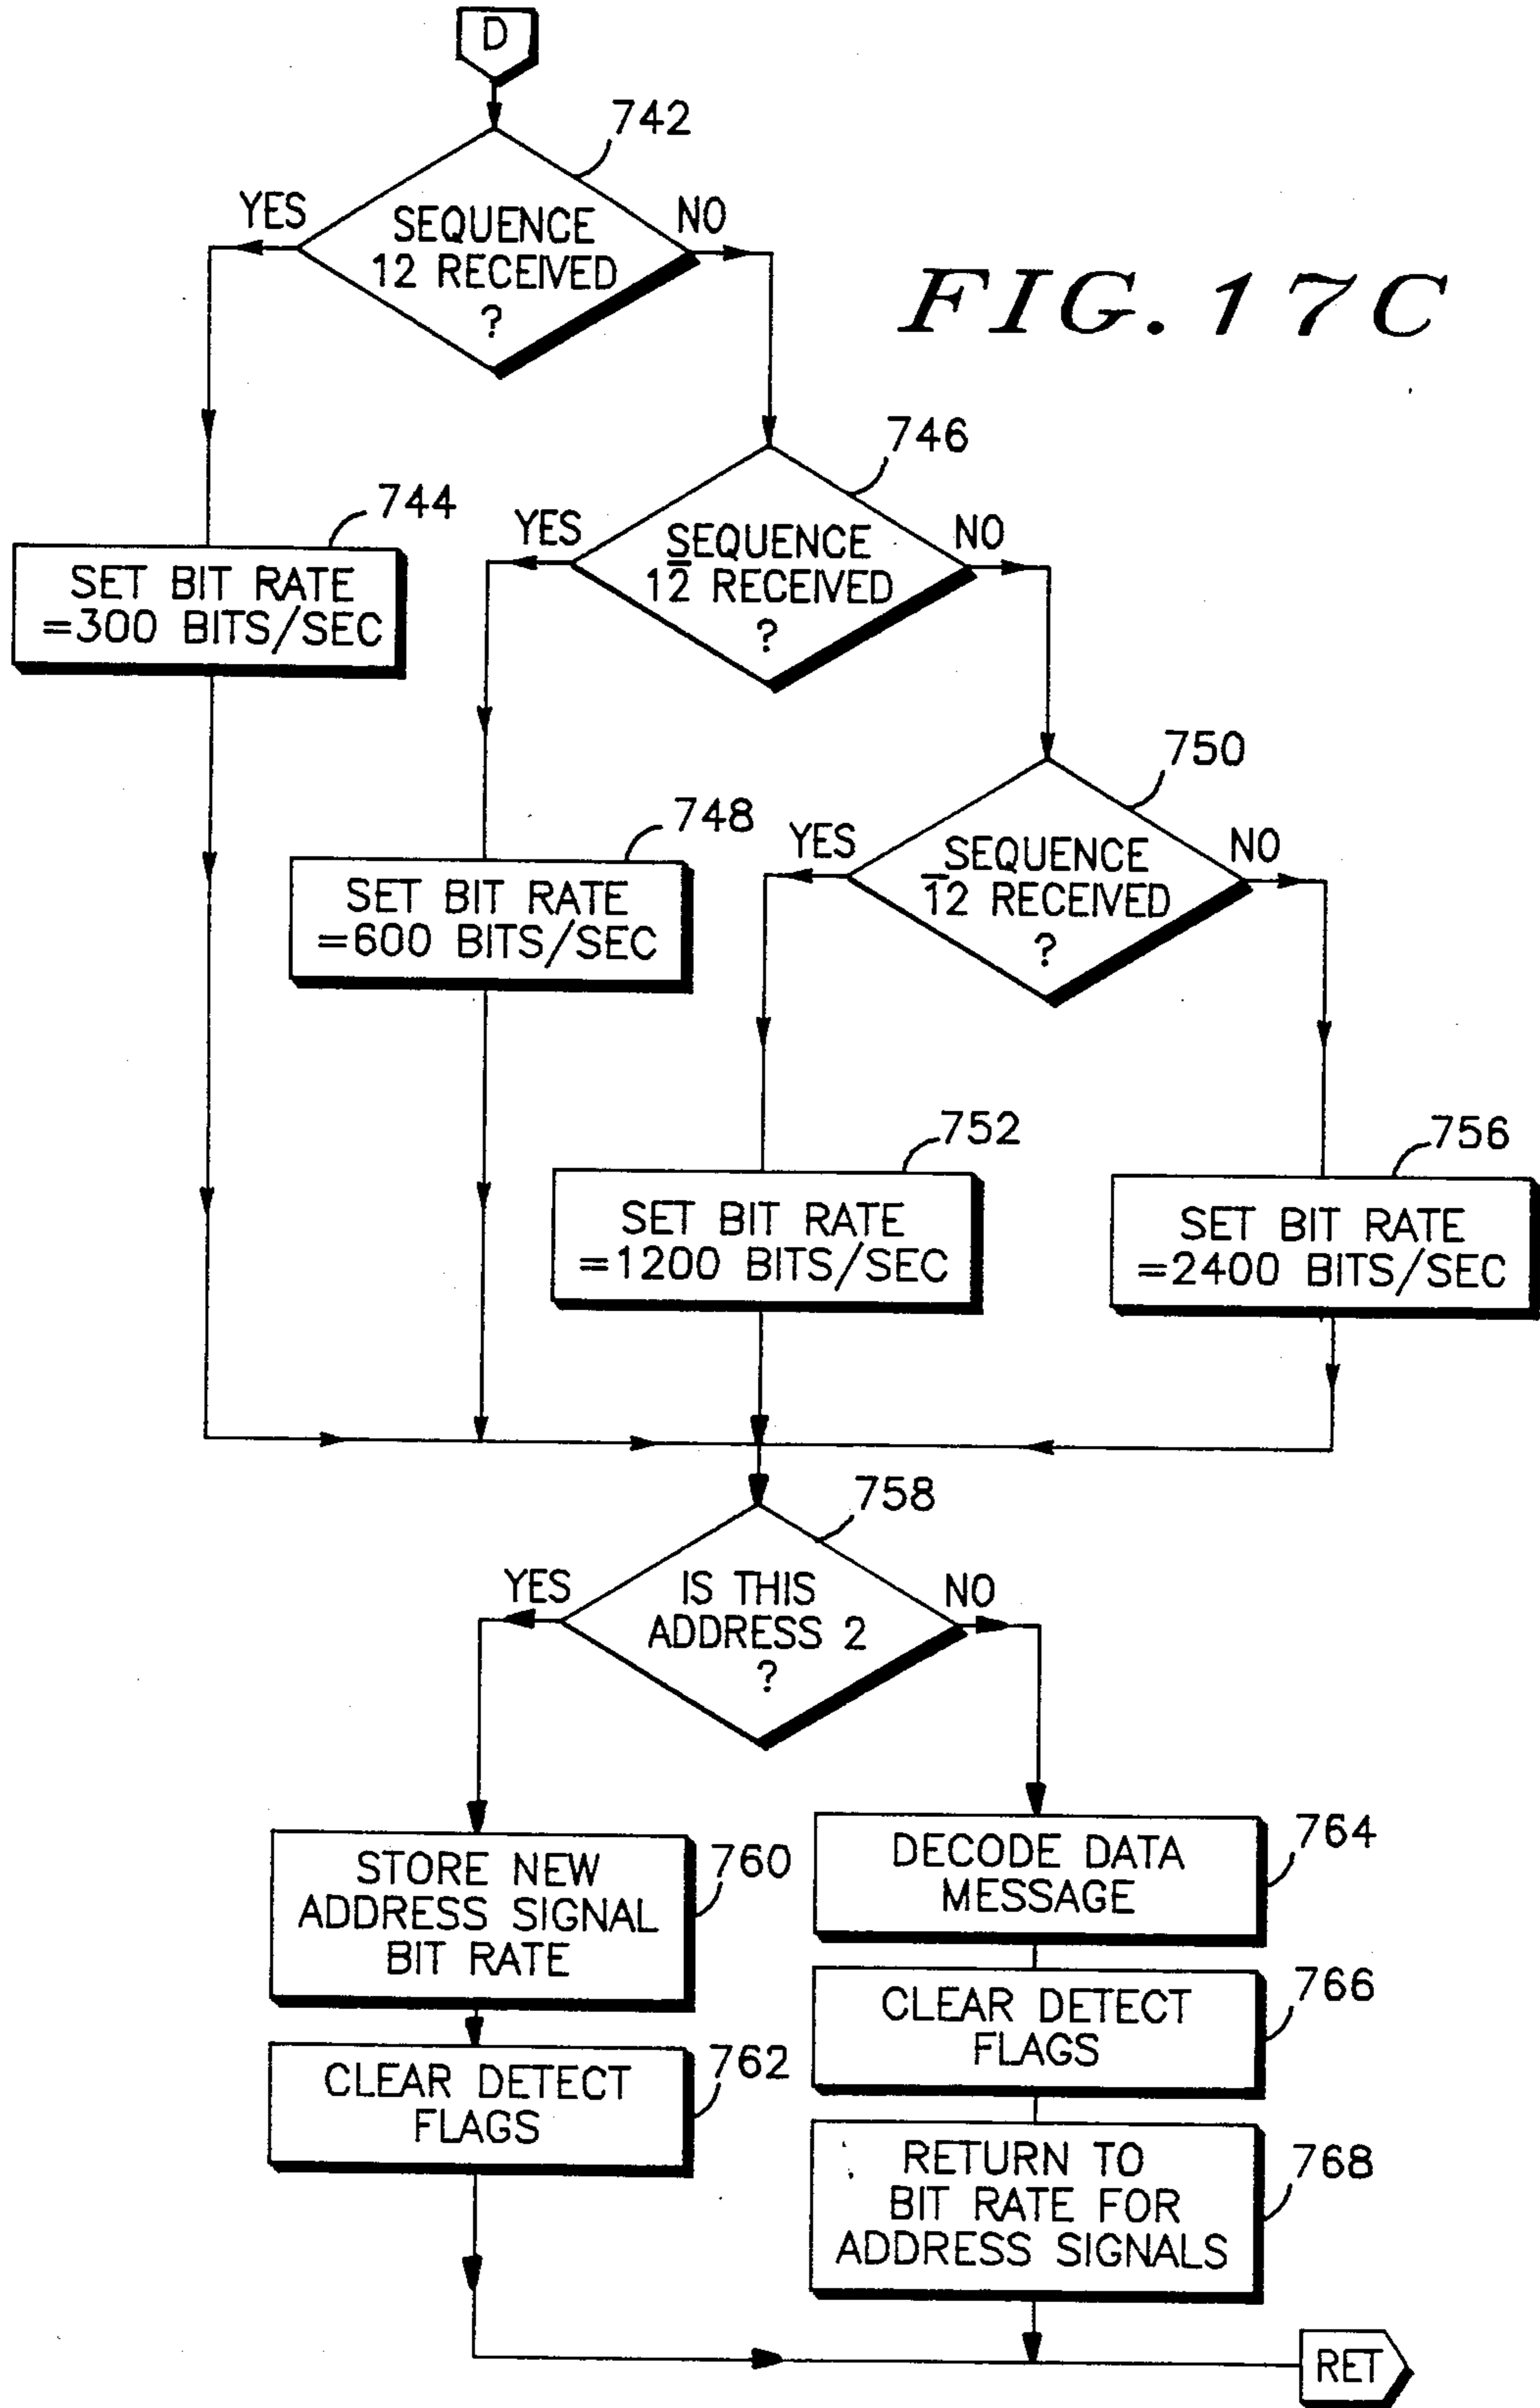 D
742
YES
NO
SEQUENCE
12 RECEIVED
?
FIG. 17C
746
YES
NO
SEQUENCE
12̅ RECEIVED
?
744
SET BIT RATE
=300 BITS/SEC
750
YES
NO
SEQUENCE
1̅2 RECEIVED
?
748
SET BIT RATE
=600 BITS/SEC
752
SET BIT RATE
=1200 BITS/SEC
756
SET BIT RATE
=2400 BITS/SEC
758
YES
NO
IS THIS
ADDRESS 2
?
760
STORE NEW
ADDRESS SIGNAL
BIT RATE
764
DECODE DATA
MESSAGE
762
CLEAR DETECT
FLAGS
766
CLEAR DETECT
FLAGS
768
RETURN TO
BIT RATE FOR
ADDRESS SIGNALS
RET